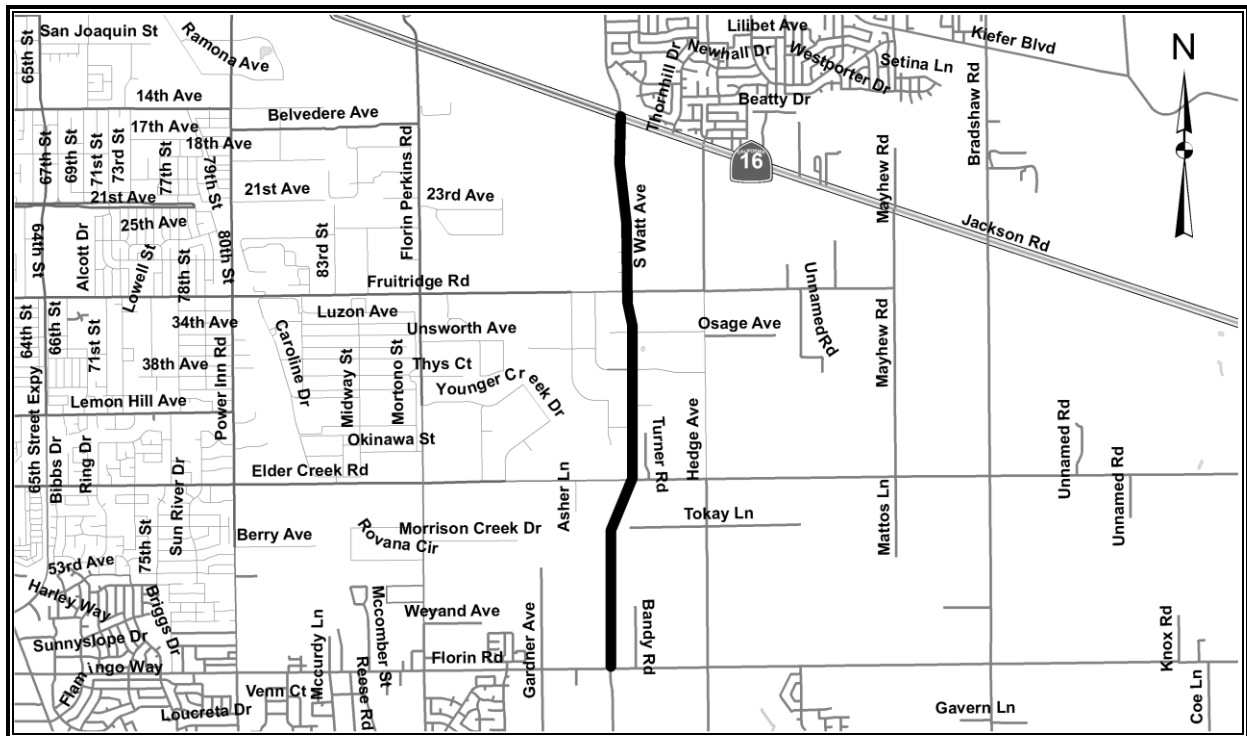 San Joaquin St
65th St
Ramona Ave
Lilibet Ave
Kiefer Blvd
N
Newhall Dr
Westporter Dr
Setina Ln
Thornhill Dr
14th Ave
Belvedere Ave
Beatty Dr
Bradshaw Rd
17th Ave
18th Ave
67th St
69th St
71st St
73rd St
77th St
79th St
Florin Perkins Rd
CALIFORNIA
16
Mayhew Rd
21st Ave
21st Ave
23rd Ave
S Watt Ave
Jackson Rd
64th St
Alcott Dr
25th Ave
Lowell St
78th St
80th St
83rd St
Fruitridge Rd
Unnamed Rd
64th St
66th St
71st St
34th Ave
Luzon Ave
Unsworth Ave
Osage Ave
Mayhew Rd
38th Ave
Power Inn Rd
Caroline Dr
Midway St
Mortono St
Thys Ct
Younger Creek Dr
Lemon Hill Ave
65th Street Expy
Bibbs Dr
Ring Dr
Sun River Dr
Okinawa St
Elder Creek Rd
Asher Ln
Turner Rd
Hedge Ave
Unnamed Rd
Unnamed Rd
75th St
Berry Ave
Rovana Cir
Morrison Creek Dr
Tokay Ln
Mattos Ln
53rd Ave
Harley Way
Briggs Dr
Sunnyslope Dr
Flamingo Way
Mccurdy Ln
Mccomber St
Reese Rd
Weyand Ave
Florin Rd
Gardner Ave
Bandy Rd
Knox Rd
Venn Ct
Loucreta Dr
Gavern Ln
Coe Ln